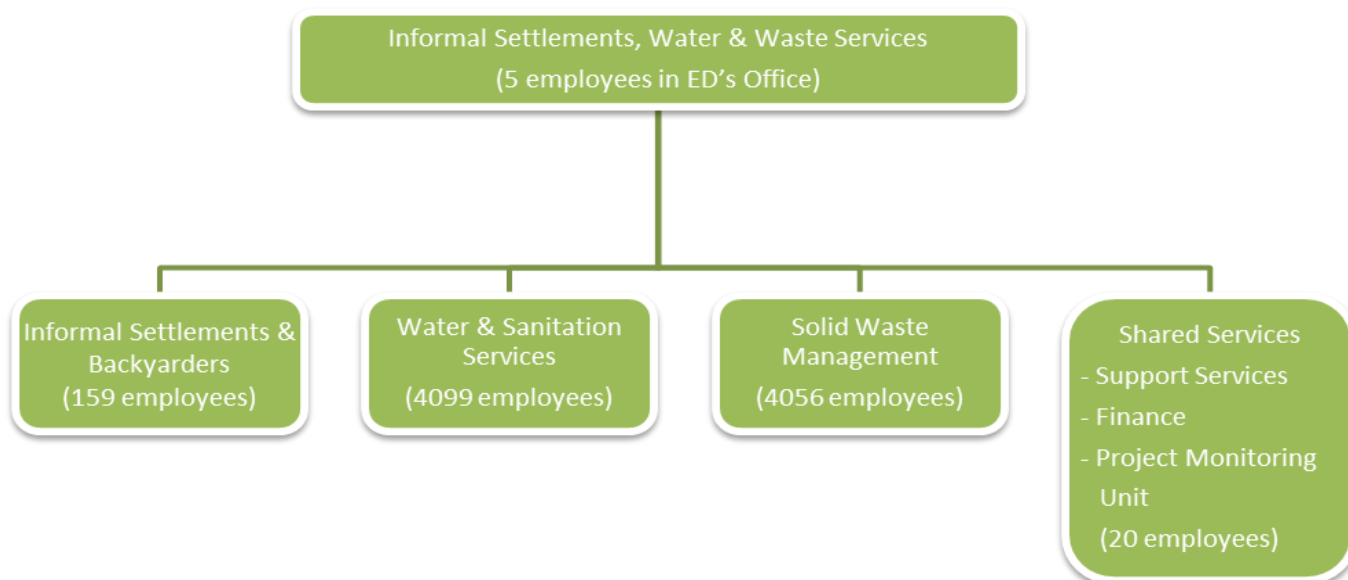 Informal Settlements, Water & Waste Services
(5 employees in ED’s Office)
Informal Settlements &
Backyarders
(159 employees)
Water & Sanitation
Services
(4099 employees)
Solid Waste
Management
(4056 employees)
Shared Services
- Support Services
- Finance
- Project Monitoring
Unit
(20 employees)